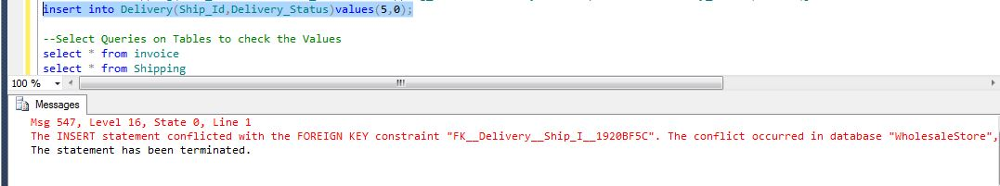 insert into Delivery(Ship_Id,Delivery_Status)values(5,0);
--Select Queries on Tables to check the Values
select * from invoice
select * from Shipping
100 %
Messages
Msg 547, Level 16, State 0, Line 1
The INSERT statement conflicted with the FOREIGN KEY constraint "FK__Delivery__Ship_I__1920BF5C". The conflict occurred in database "WholesaleStore",
The statement has been terminated.